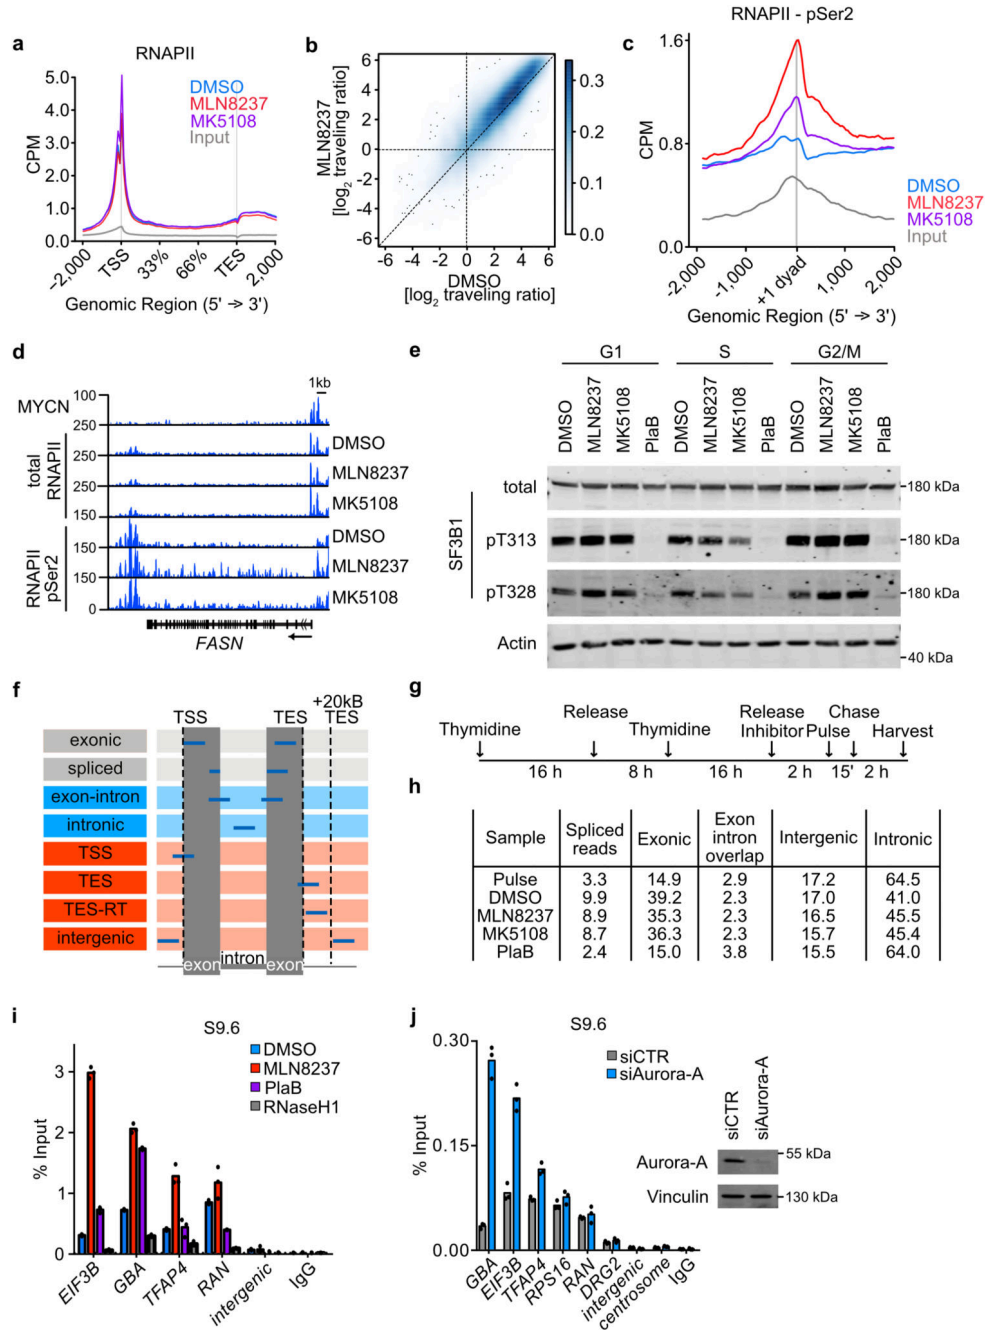 a
RNAPII
CPM
5.0
4.0
3.0
2.0
1.0
0.0
DMSO
MLN8237
MK5108
Input
-2,000
TSS
33%
66%
TES
2,000
Genomic Region (5' → 3')
b
MLN8237
[log2 traveling ratio]
6
4
2
0
-2
-4
-6
-6 -4 -2 0 2 4 6
DMSO
[log2 traveling ratio]
0.3
0.2
0.1
0.0
c
RNAPII - pSer2
CPM
1.6
0.8
0.0
DMSO
MLN8237
MK5108
Input
-2,000
-1,000
+1 dyad
1,000
2,000
Genomic Region (5' → 3')
d
1kb
MYCN
100
250
total RNAPII
DMSO
250
MLN8237
250
MK5108
150
RNAPII pSer2
DMSO
150
MLN8237
150
MK5108
0
FASN
e
G1 S G2/M
DMSO MLN8237 MK5108 PlaB DMSO MLN8237 MK5108 PlaB DMSO MLN8237 MK5108 PlaB
SF3B1
total
180 kDa
pT313
180 kDa
pT328
180 kDa
Actin
40 kDa
f
TSS TES +20kB TES
exonic
spliced
exon-intron
intronic
TSS
TES
TES-RT
intergenic
exon intron exon
g
Thymidine Release Thymidine Release Inhibitor Pulse Chase Harvest
16 h 8 h 16 h 2 h 15' 2 h
h
Sample Spliced reads Exonic Exon intron overlap Intergenic Intronic
Pulse 3.3 14.9 2.9 17.2 64.5
DMSO 9.9 39.2 2.3 17.0 41.0
MLN8237 8.9 35.3 2.3 16.5 45.5
MK5108 8.7 36.3 2.3 15.7 45.4
PlaB 2.4 15.0 3.8 15.5 64.0
i
S9.6
% Input
3
2
1
0
DMSO
MLN8237
PlaB
RNaseH1
EIF3B GBA TFAP4 RAN intergenic IgG
j
S9.6
% Input
0.30
0.15
0.00
siCTR
siAurora-A
GBA EIF3B TFAP4 RPS16 RAN DRG2 intergenic centrosome IgG
siCTR siAurora-A
Aurora-A
55 kDa
Vinculin
130 kDa